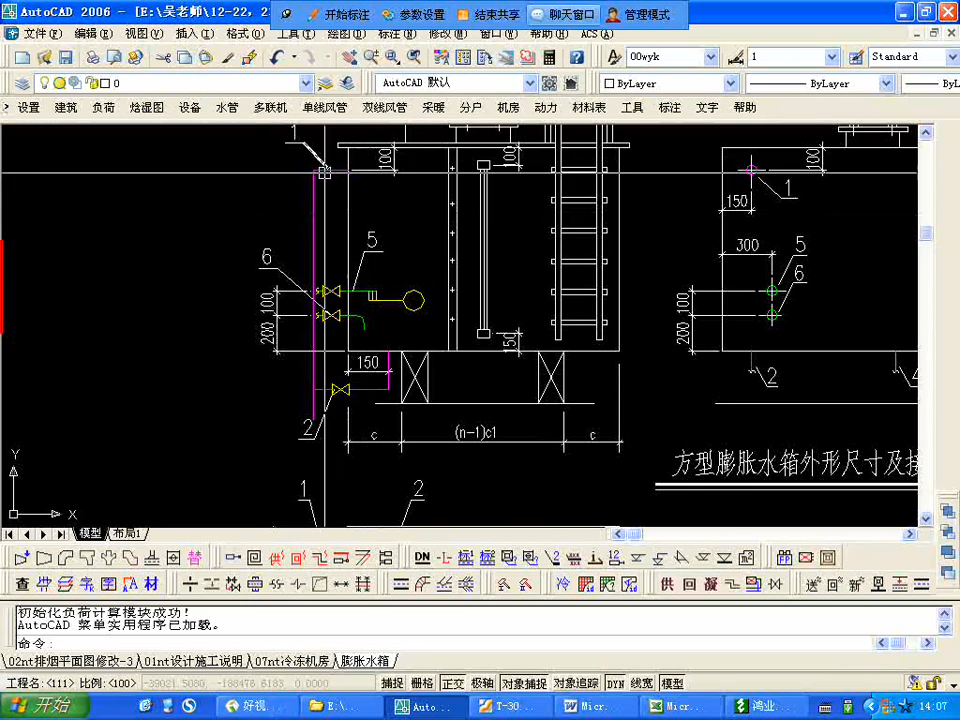 AutoCAD 2006 - [E:\吴老师\12-22, 2
开始标注 参数设置 结束共享 聊天窗口 管理模式
文件(F) 编辑(E) 视图(V) 插入(I) 格式(O) 工具(T) 绘图(D) 标注(N) 修改(M) 窗口(W) 帮助(H) ACS(A)
00wyk 1 Standard
0 AutoCAD 默认 ByLayer ByLayer ByL
设置 建筑 负荷 焓湿图 设备 水管 多联机 单线风管 双线风管 采暖 分户 机房 动力 材料表 工具 标注 文字 帮助
1 100 100 100
1
150
6 5 300 5
6
100 100
200 150 200
150 2
4
2 c (n-1)c1 c
方型膨胀水箱外形尺寸及接
Y
1 2
X
模型 布局1
初始化负荷计算模块成功!
AutoCAD 菜单实用程序已加载。
命令:
02nt排烟平面图修改-3 01nt设计施工说明 07nt冷冻机房 膨胀水箱
工程名:<111> 比例:<100> -39021.5080, -188478.6183 0.0000 捕捉 栅格 正交 极轴 对象捕捉 对象追踪 DYN 线宽 模型
开始 好视. E:\. Auto... T-30... Micr. Micr. 鸿业. 14:07